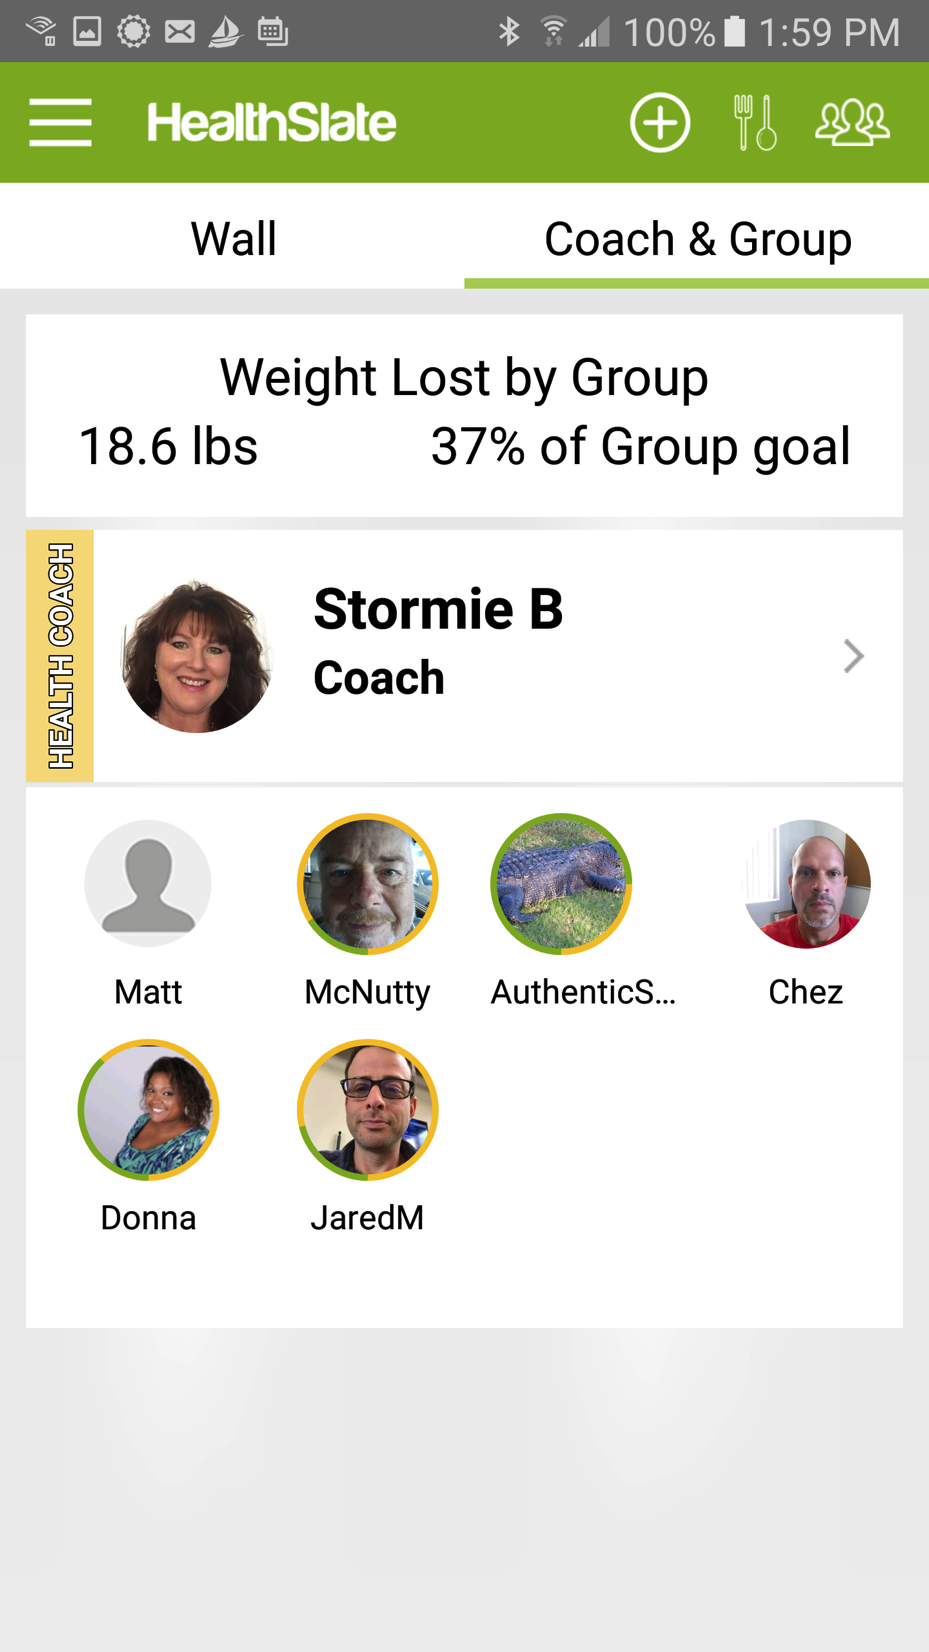 100% 1:59 PM
HealthSlate
Wall Coach & Group
Weight Lost by Group
18.6 lbs 37% of Group goal
HEALTH COACH
Stormie B
Coach
Matt McNutty AuthenticS... Chez
Donna JaredM